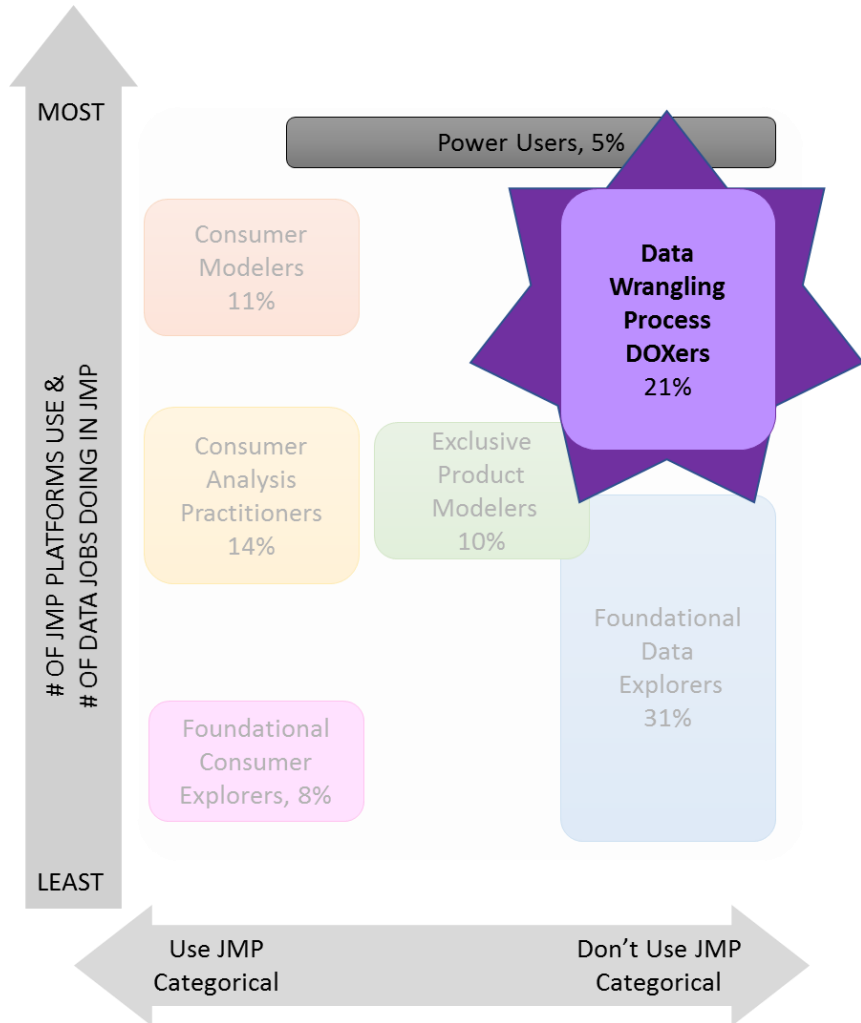 MOST
Power Users, 5%
Consumer
Modelers
11%
Data
Wrangling
Process
DOXers
21%
# OF JMP PLATFORMS USE &
# OF DATA JOBS DOING IN JMP
Consumer
Analysis
Practitioners
14%
Exclusive
Product
Modelers
10%
Foundational
Data
Explorers
31%
Foundational
Consumer
Explorers, 8%
LEAST
Use JMP
Categorical
Don’t Use JMP
Categorical